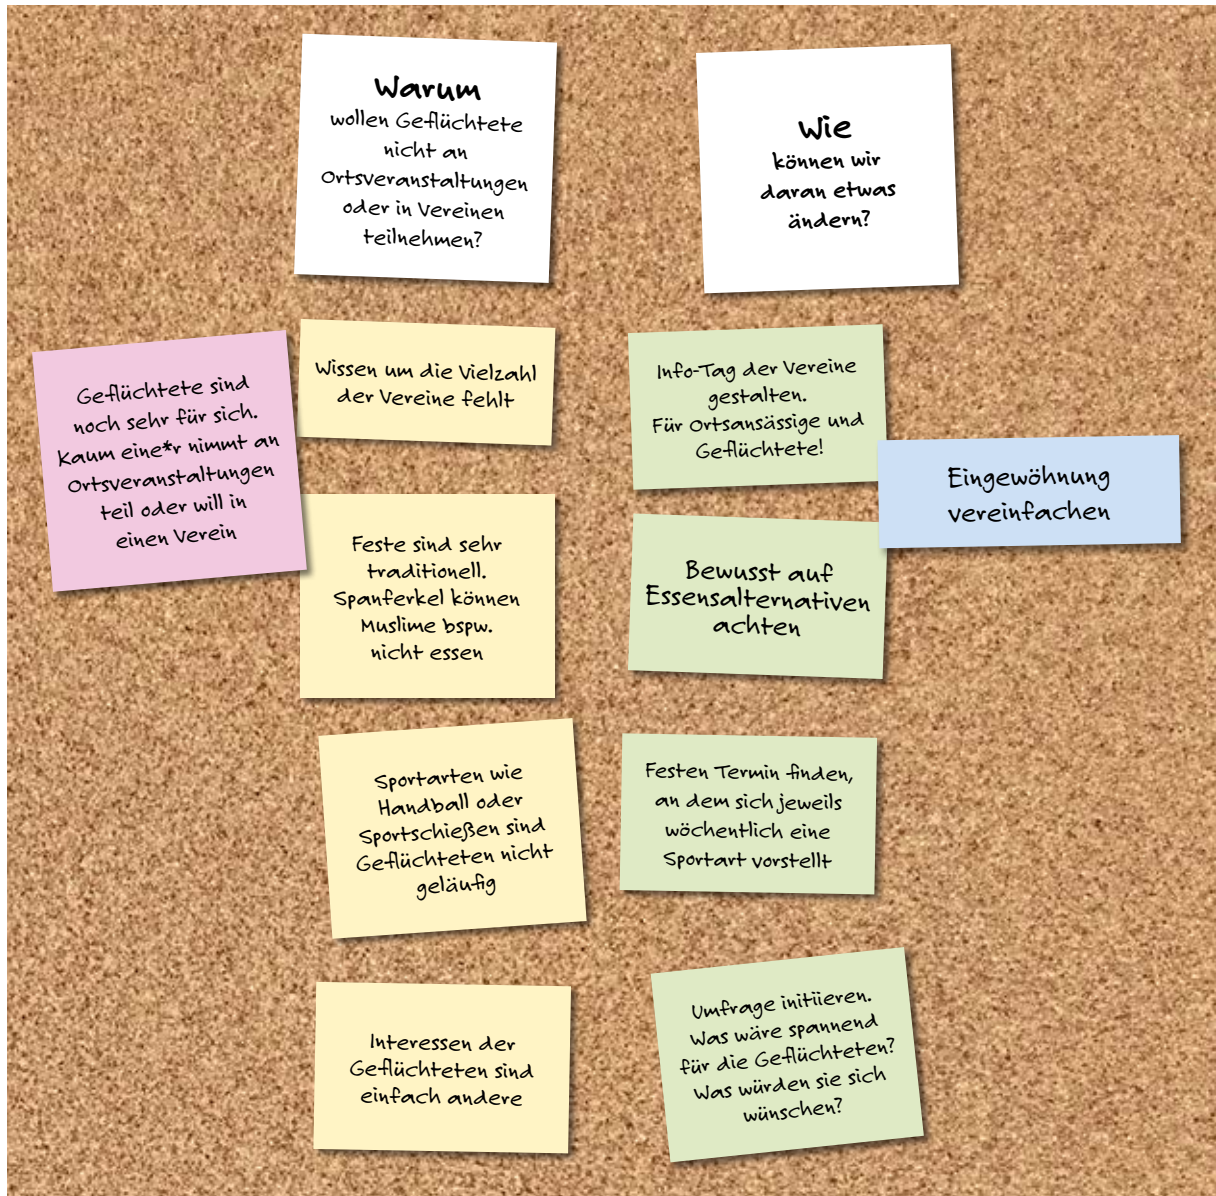 Warum
wollen Geflüchtete
nicht an
Ortsveranstaltungen
oder in Vereinen
teilnehmen?
Wie
können wir
daran etwas
ändern?
Geflüchtete sind
noch sehr für sich.
Kaum eine*r nimmt an
Ortsveranstaltungen
teil oder will in
einen Verein
Wissen um die Vielzahl
der Vereine fehlt
Info-Tag der Vereine
gestalten.
Für Ortsansässige und
Geflüchtete!
Eingewöhnung
vereinfachen
Feste sind sehr
traditionell.
Spanferkel können
Muslime bspw.
nicht essen
Bewusst auf
Essensalternativen
achten
Sportarten wie
Handball oder
Sportschießen sind
Geflüchteten nicht
geläufig
Festen Termin finden,
an dem sich jeweils
wöchentlich eine
Sportart vorstellt
Interessen der
Geflüchteten sind
einfach andere
Umfrage initiieren.
Was wäre spannend
für die Geflüchteten?
Was würden sie sich
wünschen?